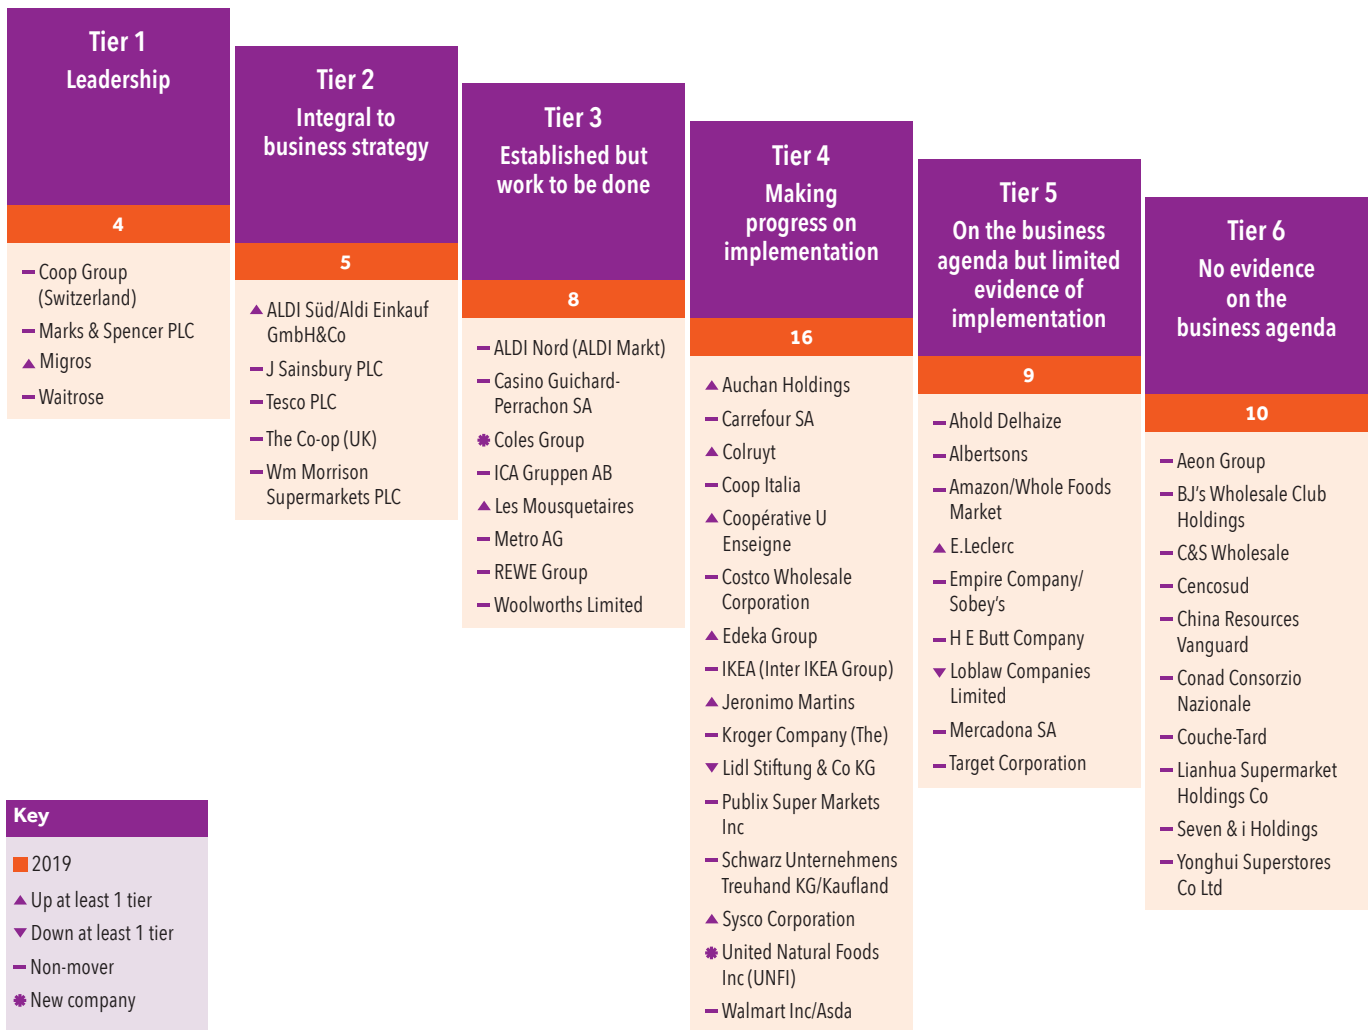 Tier 1
Leadership
4
Coop Group
(Switzerland)
Marks & Spencer PLC
Migros
Waitrose
Tier 2
Integral to
business strategy
5
ALDI Süd/Aldi Einkauf
GmbH&Co
J Sainsbury PLC
Tesco PLC
The Co-op (UK)
Wm Morrison
Supermarkets PLC
Tier 3
Established but
work to be done
8
ALDI Nord (ALDI Markt)
Casino Guichard-
Perrachon SA
Coles Group
ICA Gruppen AB
Les Mousquetaires
Metro AG
REWE Group
Woolworths Limited
Tier 4
Making
progress on
implementation
16
Auchan Holdings
Carrefour SA
Colruyt
Coop Italia
Coopérative U
Enseigne
Costco Wholesale
Corporation
Edeka Group
IKEA (Inter IKEA Group)
Jeronimo Martins
Kroger Company (The)
Lidl Stiftung & Co KG
Publix Super Markets
Inc
Schwarz Unternehmens
Treuhand KG/Kaufland
Sysco Corporation
United Natural Foods
Inc (UNFI)
Walmart Inc/Asda
Tier 5
On the business
agenda but limited
evidence of
implementation
9
Ahold Delhaize
Albertsons
Amazon/Whole Foods
Market
E.Leclerc
Empire Company/
Sobey's
H E Butt Company
Loblaw Companies
Limited
Mercadona SA
Target Corporation
Tier 6
No evidence
on the
business agenda
10
Aeon Group
BJ's Wholesale Club
Holdings
C&S Wholesale
Cencosud
China Resources
Vanguard
Conad Consorzio
Nazionale
Couche-Tard
Lianhua Supermarket
Holdings Co
Seven & i Holdings
Yonghui Superstores
Co Ltd
Key
2019
Up at least 1 tier
Down at least 1 tier
Non-mover
New company